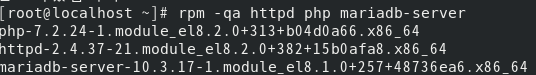 [root@localhost ~]# rpm -qa httpd php mariadb-server
php-7.2.24-1.module_el8.2.0+313+b04d0a66.x86_64
httpd-2.4.37-21.module_el8.2.0+382+15b0afa8.x86_64
mariadb-server-10.3.17-1.module_el8.1.0+257+48736ea6.x86_64